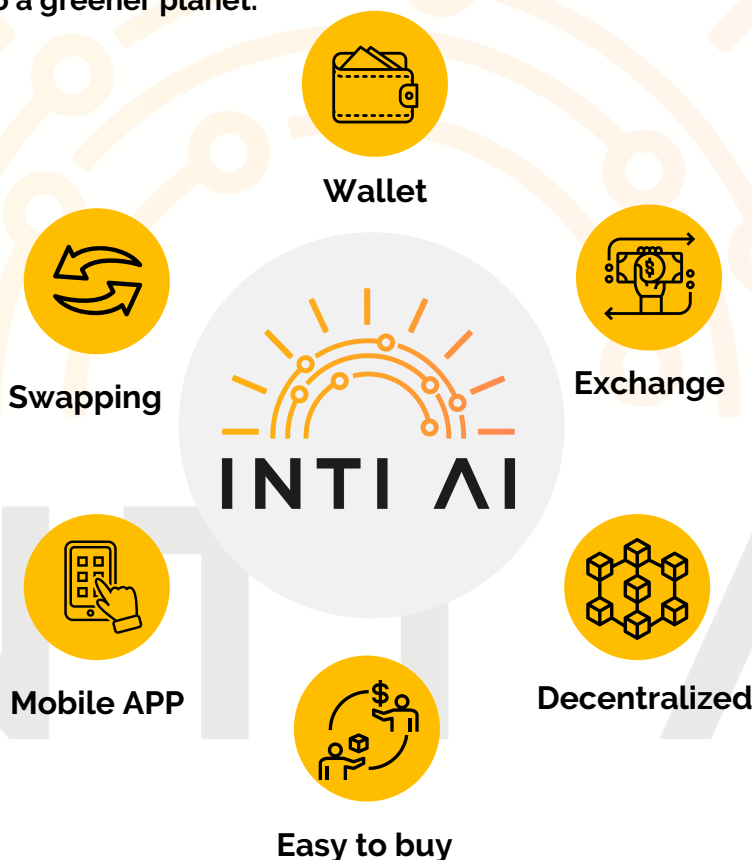 a greener planet.
Wallet
Swapping
Exchange
INTI AI
Mobile APP
Decentralized
Easy to buy